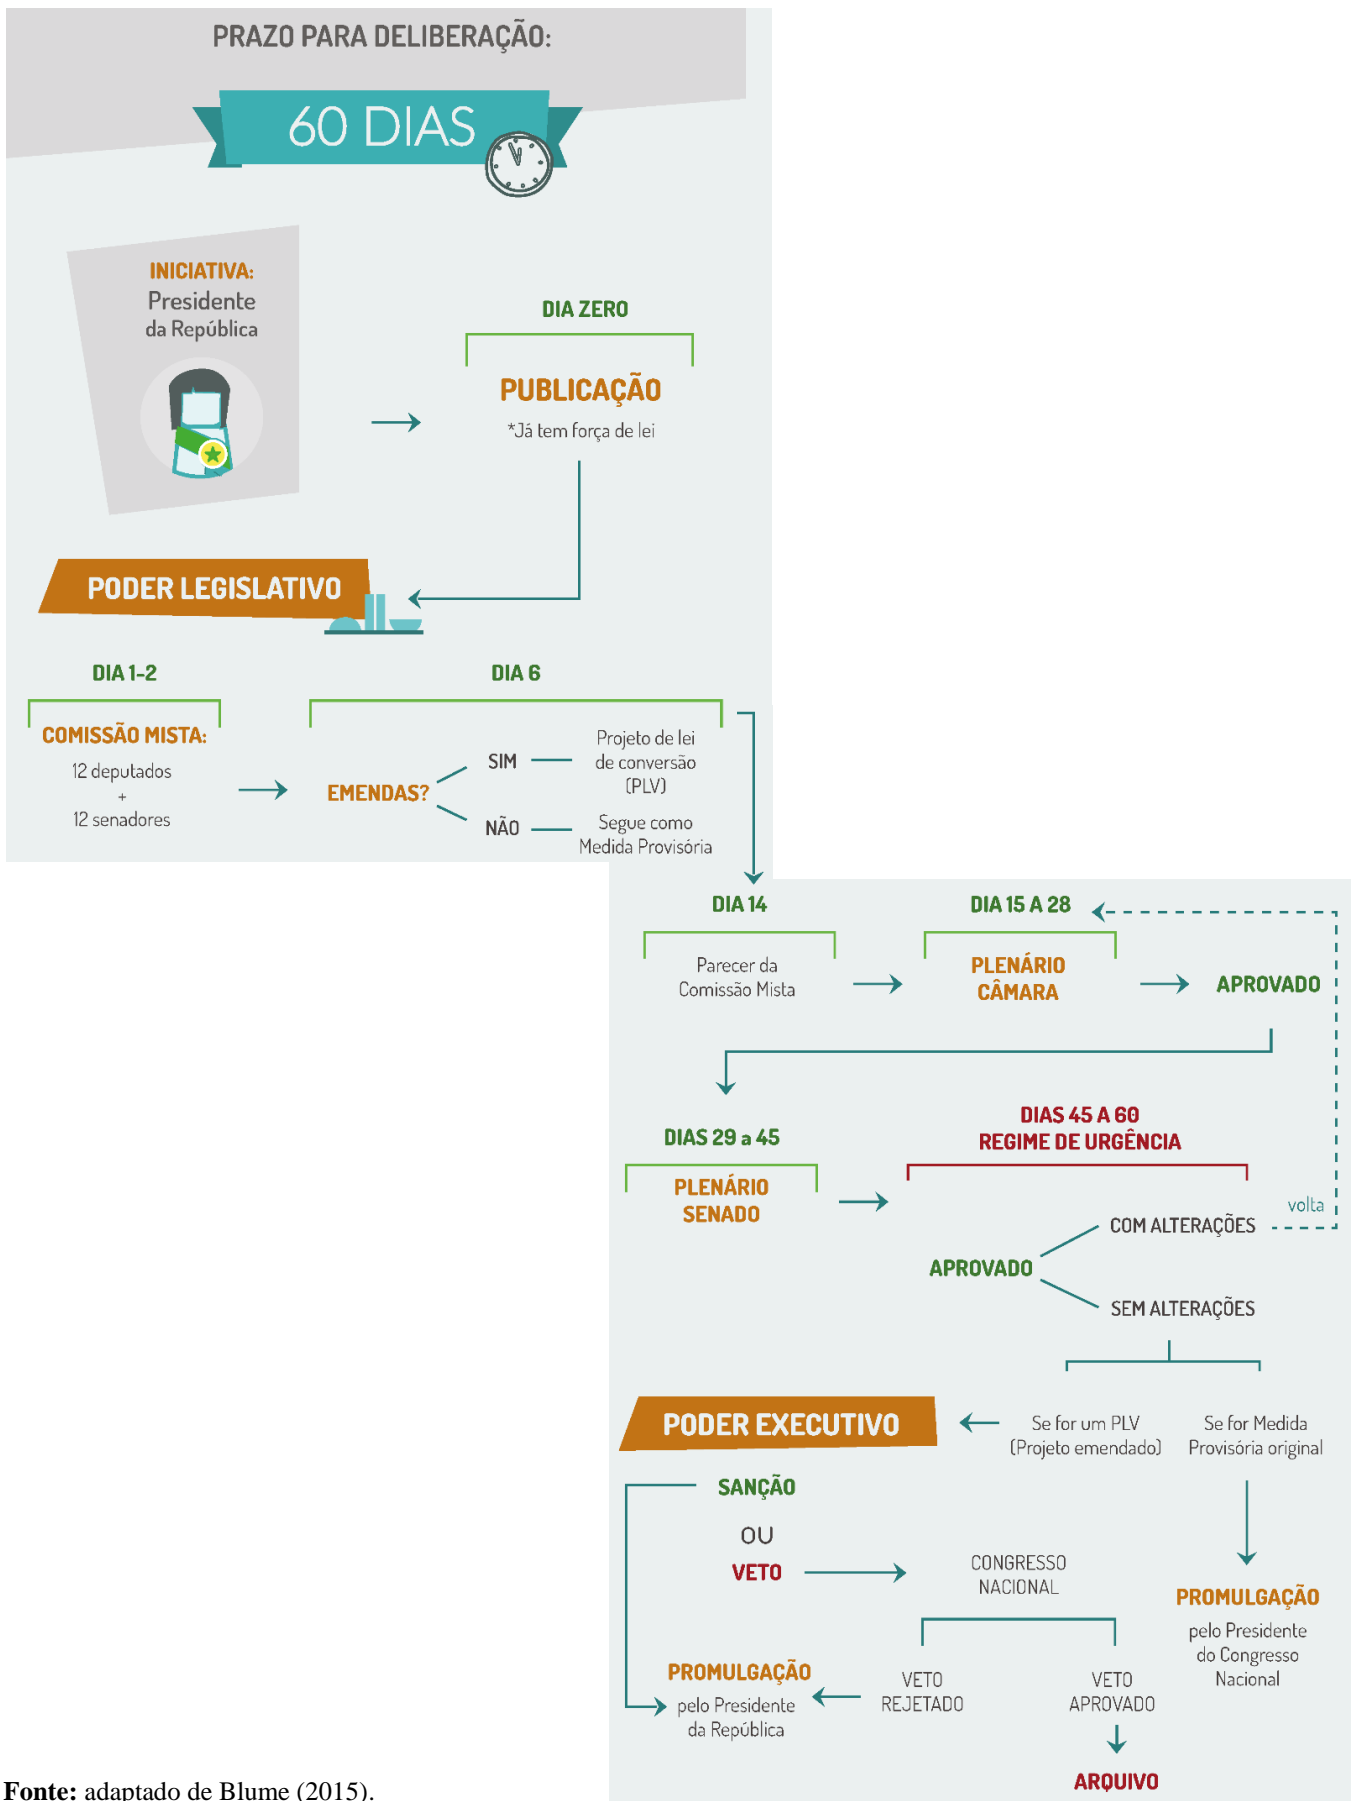 PRAZO PARA DELIBERAÇÃO:
60 DIAS
INICIATIVA:
Presidente
da República
DIA ZERO
PUBLICAÇÃO
*Já tem força de lei
PODER LEGISLATIVO
DIA 1-2
COMISSÃO MISTA:
12 deputados
+
12 senadores
DIA 6
EMENDAS?
SIM
Projeto de lei
de conversão
(PLV)
NÃO
Segue como
Medida Provisória
DIA 14
Parecer da
Comissão Mista
DIA 15 A 28
PLENÁRIO
CÂMARA
APROVADO
DIAS 29 a 45
PLENÁRIO
SENADO
DIAS 45 A 60
REGIME DE URGÊNCIA
APROVADO
COM ALTERAÇÕES
volta
SEM ALTERAÇÕES
Se for um PLV
(Projeto emendado)
Se for Medida
Provisória original
PODER EXECUTIVO
SANÇÃO
OU
VETO
CONGRESSO
NACIONAL
PROMULGAÇÃO
pelo Presidente
do Congresso
Nacional
PROMULGAÇÃO
pelo Presidente
da República
VETO
REJETADO
VETO
APROVADO
ARQUIVO
Fonte: adaptado de Blume (2015).